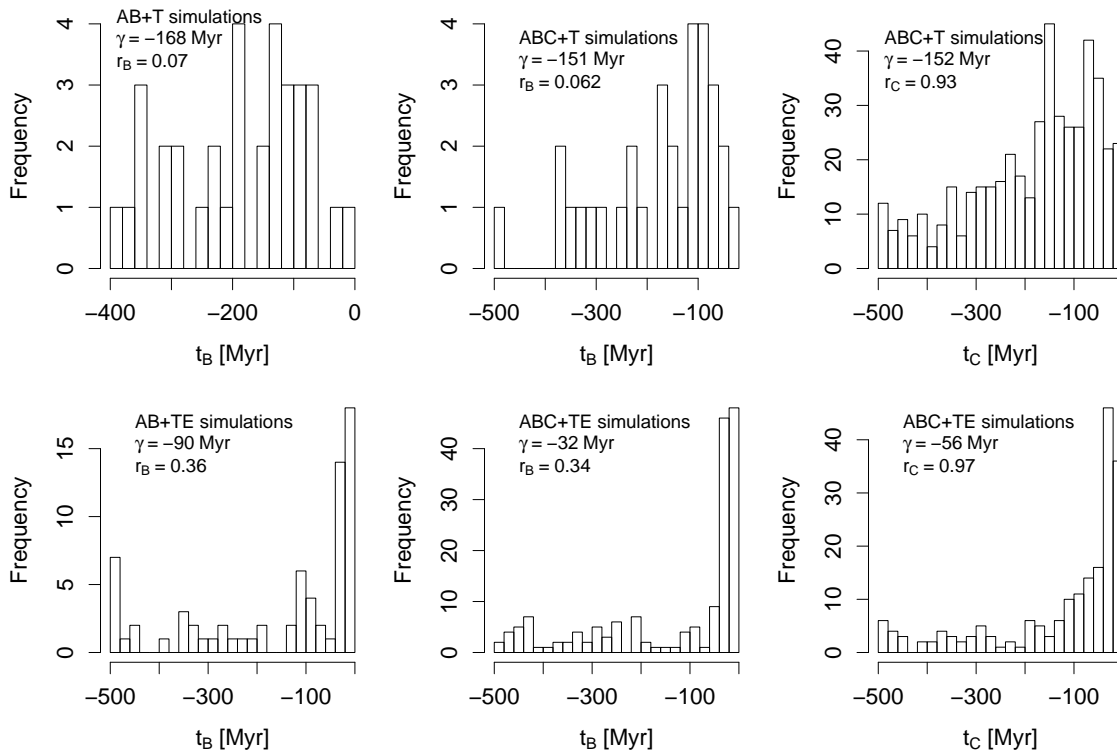 AB+T simulations
γ = −168 Myr
r_B = 0.07
Frequency
0 1 2 3 4
−400 −200 0
t_B [Myr]
ABC+T simulations
γ = −151 Myr
r_B = 0.062
Frequency
0 1 2 3 4
−500 −300 −100
t_B [Myr]
ABC+T simulations
γ = −152 Myr
r_C = 0.93
Frequency
0 10 20 30 40
−500 −300 −100
t_C [Myr]
AB+TE simulations
γ = −90 Myr
r_B = 0.36
Frequency
0 5 10 15
−500 −300 −100
t_B [Myr]
ABC+TE simulations
γ = −32 Myr
r_B = 0.34
Frequency
0 10 20 30 40
−500 −300 −100
t_B [Myr]
ABC+TE simulations
γ = −56 Myr
r_C = 0.97
Frequency
0 10 20 30 40
−500 −300 −100
t_C [Myr]